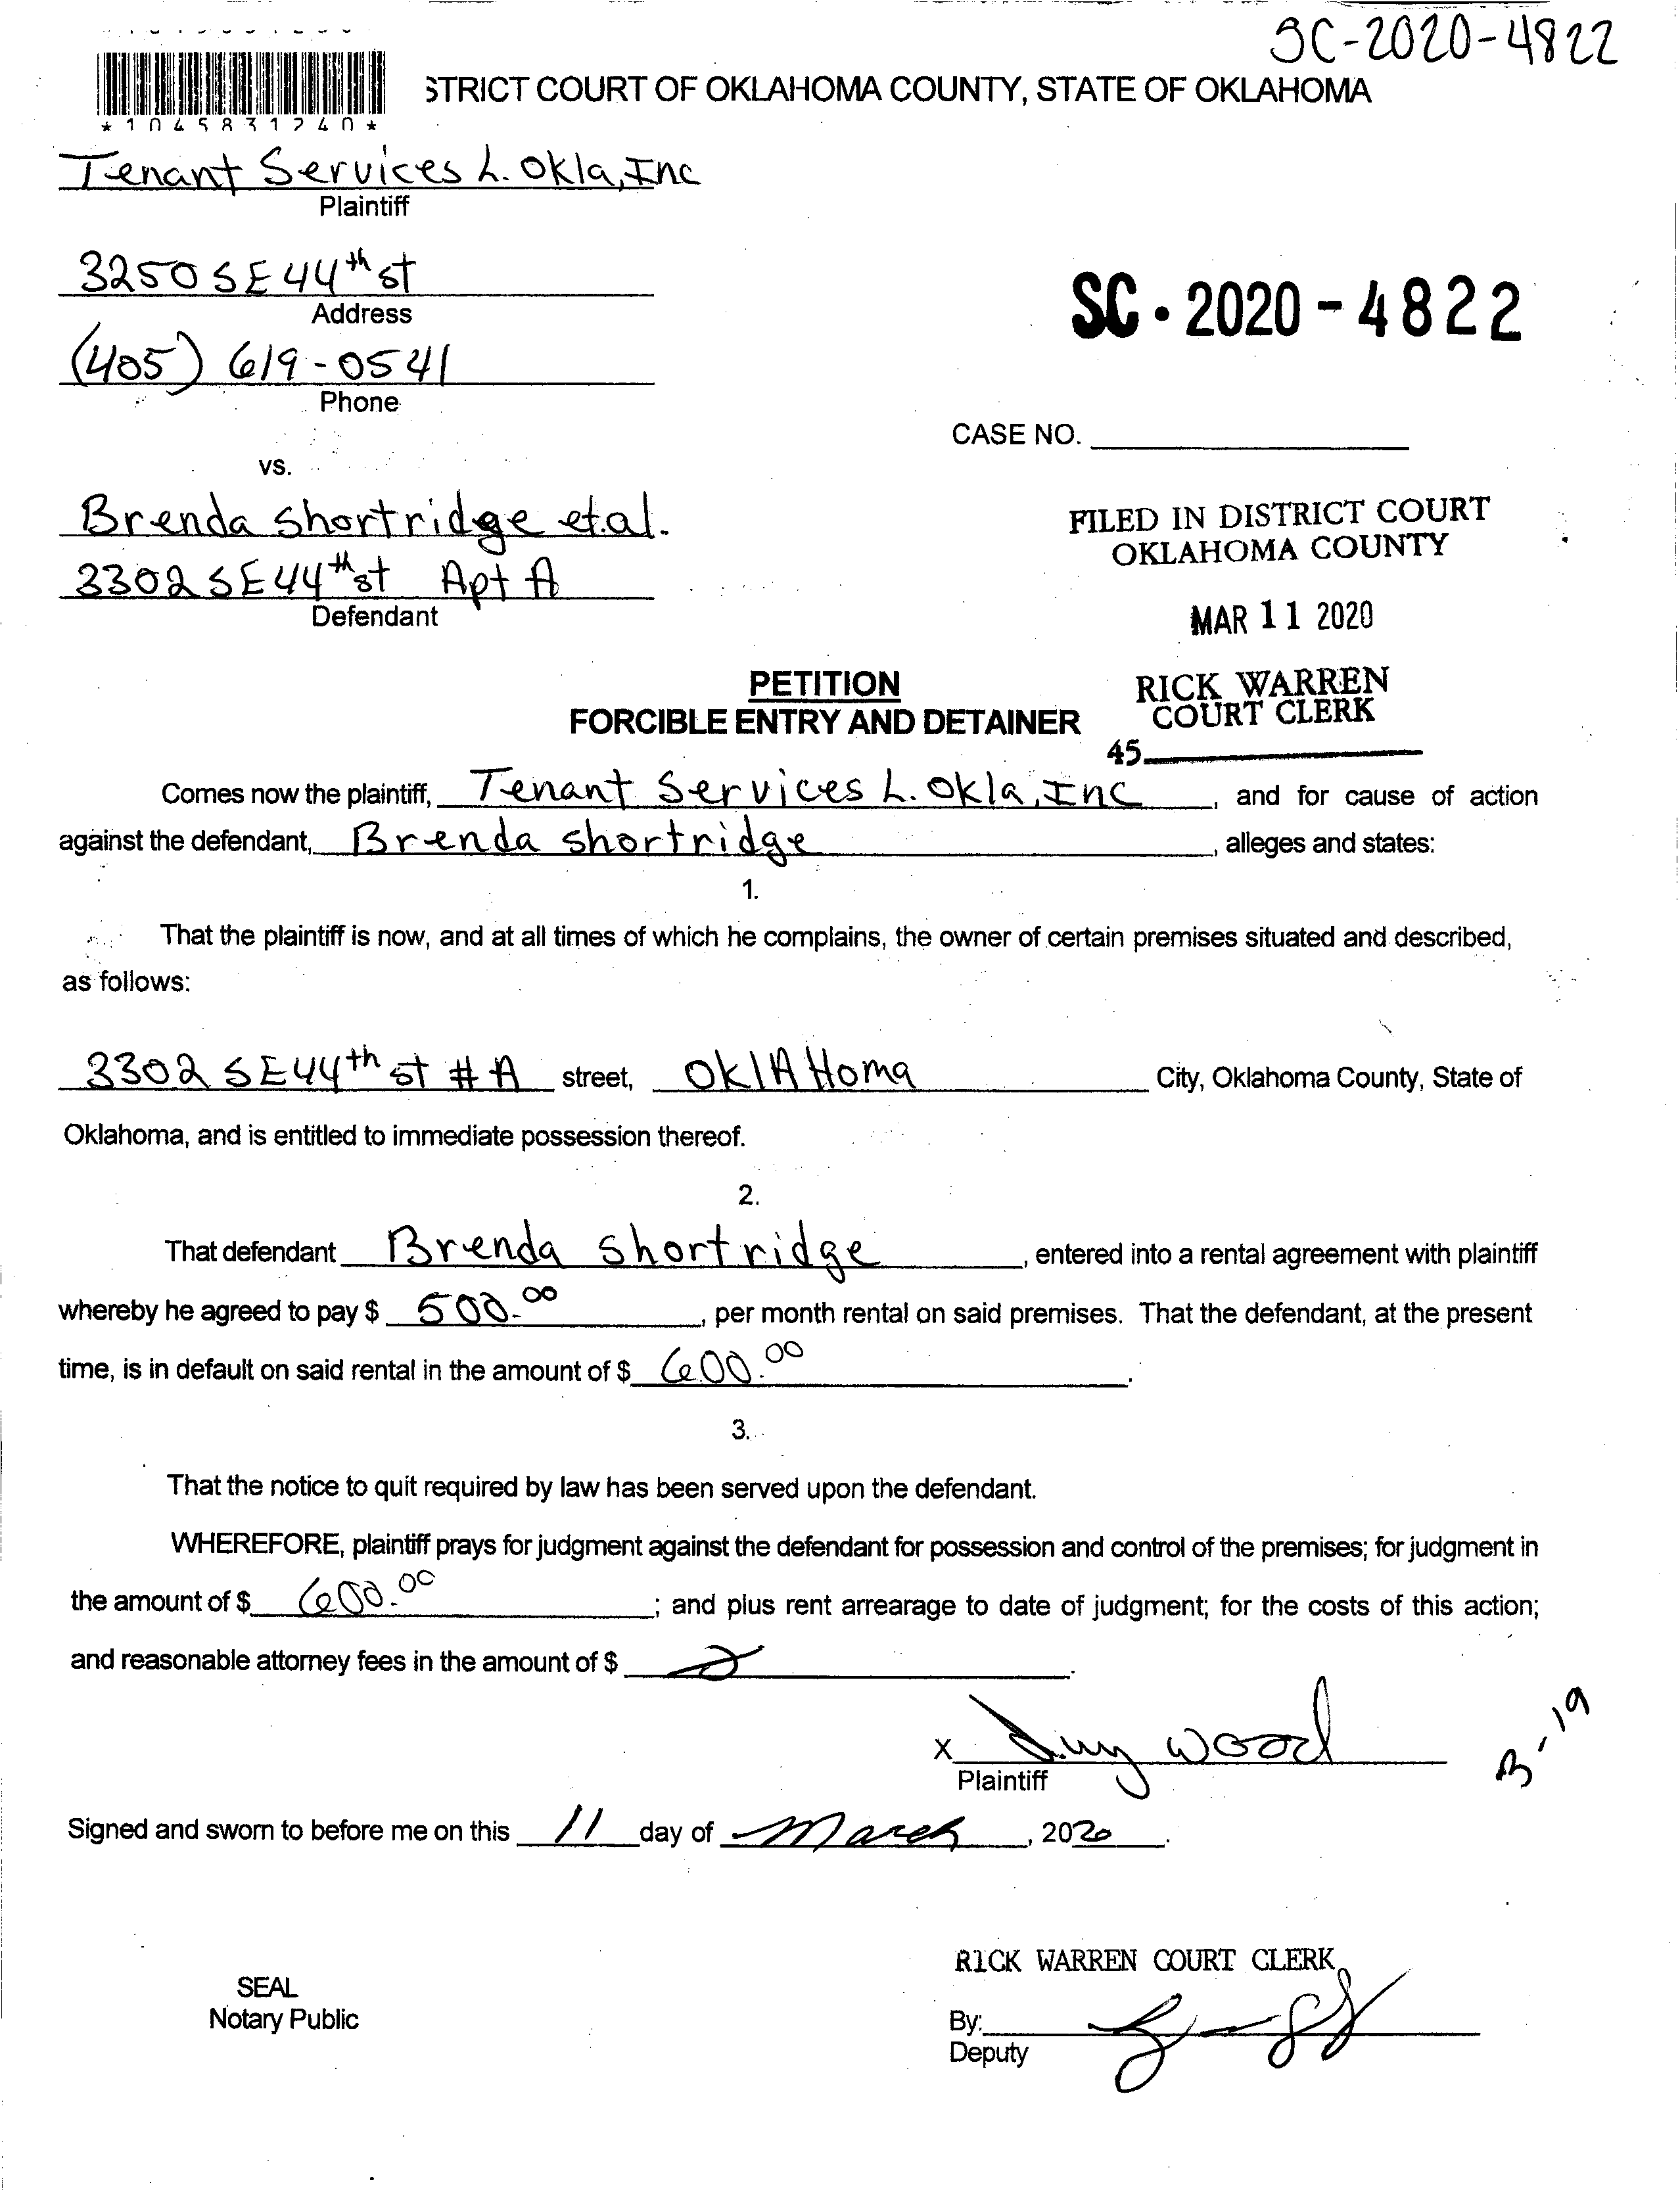 SC-2020-4822
STRICT COURT OF OKLAHOMA COUNTY, STATE OF OKLAHOMA
*1045831240*
Tenant Services L. Okla, Inc
Plaintiff
3250 SE 44th st
Address
(405) 619-0541
Phone
SC-2020-4822
CASE NO.
vs.
Brenda shortridge et.al.
3302 SE 44th st Apt A
Defendant
FILED IN DISTRICT COURT
OKLAHOMA COUNTY
MAR 11 2020
RICK WARREN
COURT CLERK
45
PETITION
FORCIBLE ENTRY AND DETAINER
Comes now the plaintiff, Tenant Services L. Okla, Inc, and for cause of action
against the defendant, Brenda shortridge, alleges and states:
1.
That the plaintiff is now, and at all times of which he complains, the owner of certain premises situated and described,
as follows:
3302 SE 44th st # A street, OklAHoma City, Oklahoma County, State of
Oklahoma, and is entitled to immediate possession thereof.
2.
That defendant Brenda shortridge, entered into a rental agreement with plaintiff
whereby he agreed to pay $ 500.00, per month rental on said premises. That the defendant, at the present
time, is in default on said rental in the amount of $ 600.00.
3.
That the notice to quit required by law has been served upon the defendant.
WHEREFORE, plaintiff prays for judgment against the defendant for possession and control of the premises; for judgment in
the amount of $ 600.00; and plus rent arrearage to date of judgment; for the costs of this action;
and reasonable attorney fees in the amount of $
X wood
Plaintiff
B-19
Signed and sworn to before me on this 11 day of March, 2020.
RICK WARREN COURT CLERK
SEAL
Notary Public
By:
Deputy